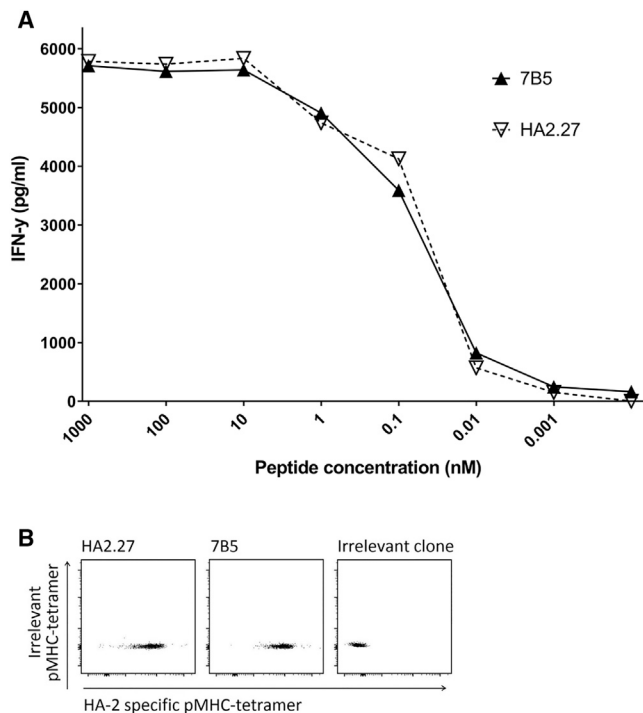 A
6000
5000
4000
3000
2000
1000
0
IFN-y (pg/ml)
7B5
HA2.27
1000
100
10
1
0.1
0.01
0.001
Peptide concentration (nM)
B
HA2.27
7B5
Irrelevant clone
Irrelevant
pMHC-tetramer
HA-2 specific pMHC-tetramer